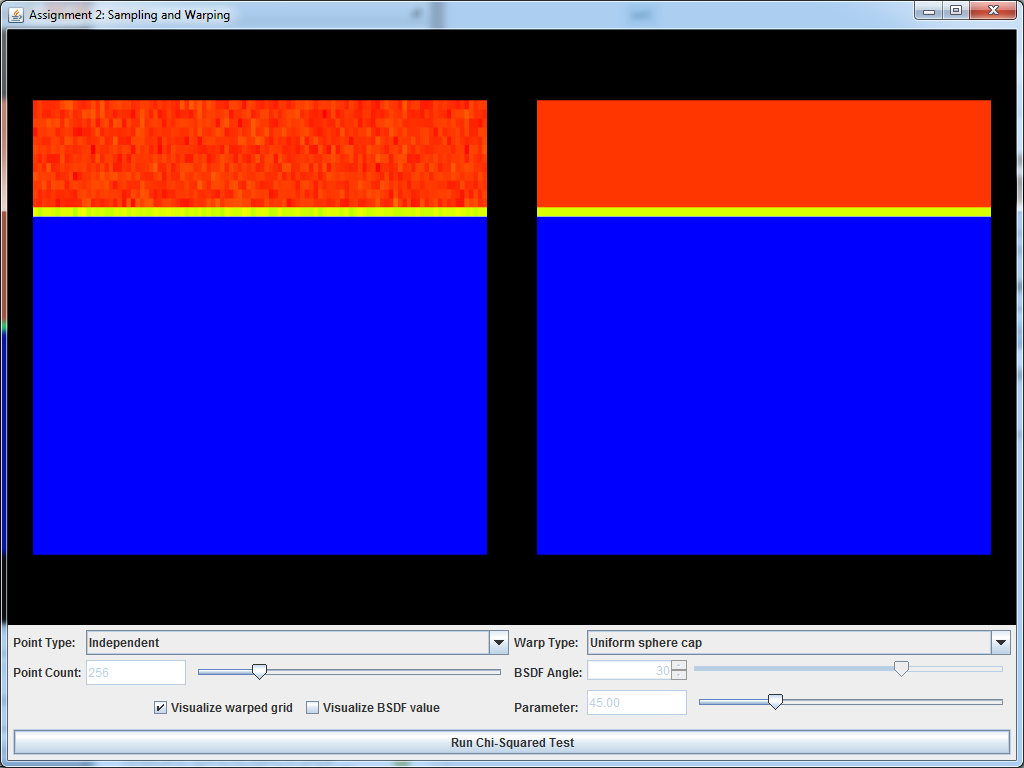 Assignment 2: Sampling and Warping
Point Type: Independent Warp Type: Uniform sphere cap
Point Count: 256 BSDF Angle: 30
Visualize warped grid Visualize BSDF value Parameter: 45.00
Run Chi-Squared Test